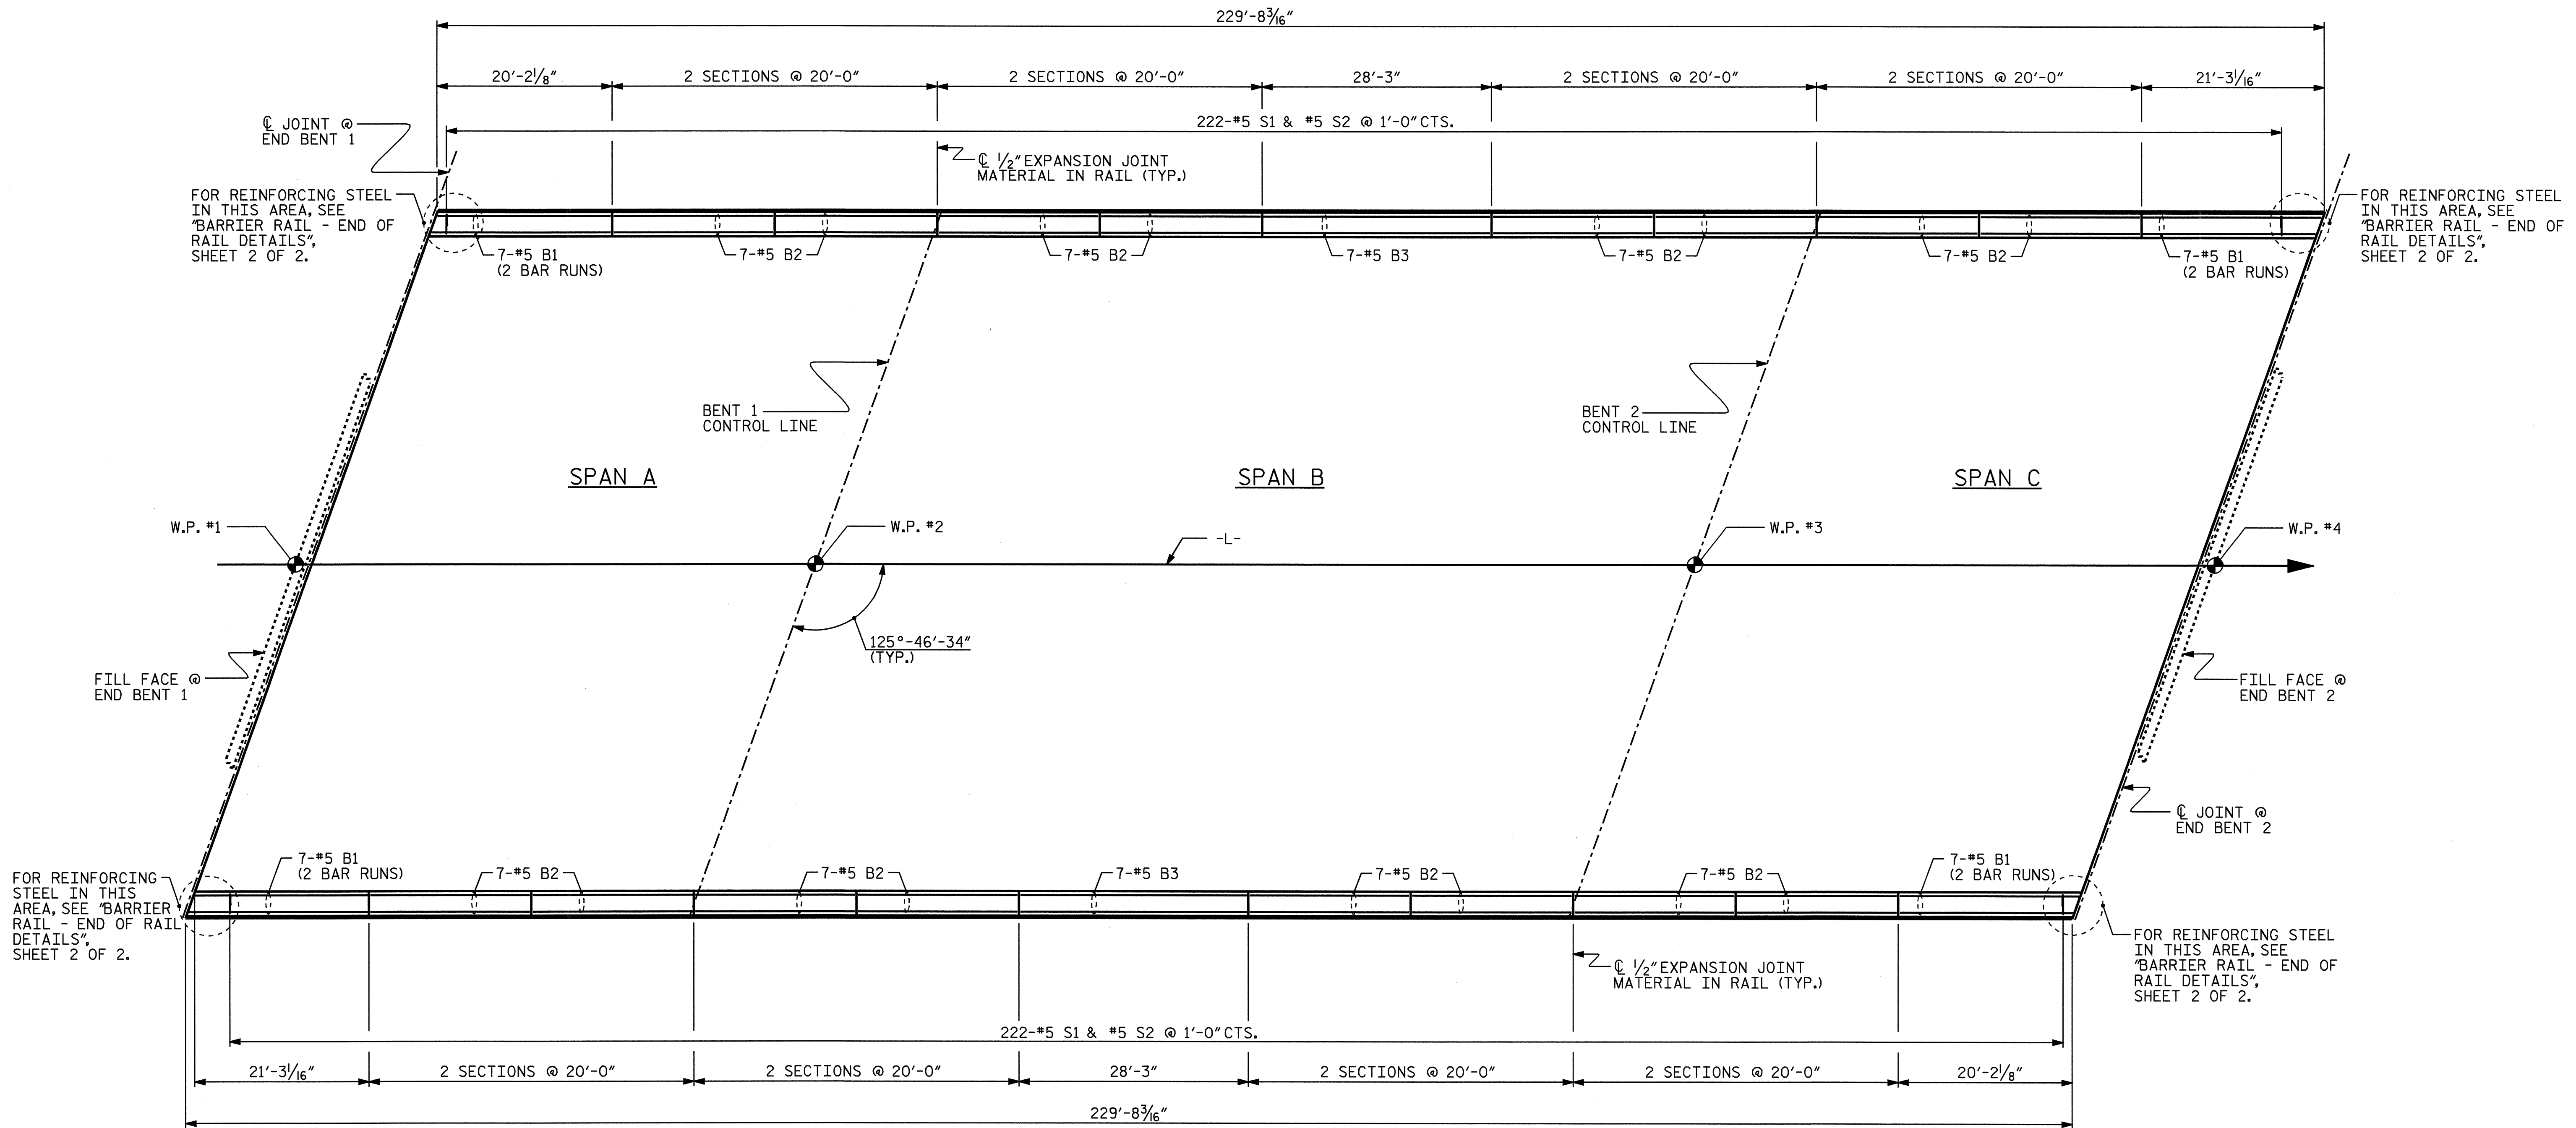 229'-8 3/16"
20'-2 1/8"
2 SECTIONS @ 20'-0"
2 SECTIONS @ 20'-0"
28'-3"
2 SECTIONS @ 20'-0"
2 SECTIONS @ 20'-0"
21'-3 1/16"
℄ JOINT @
END BENT 1
222-#5 S1 & #5 S2 @ 1'-0" CTS.
℄ 1/2" EXPANSION JOINT
MATERIAL IN RAIL (TYP.)
FOR REINFORCING STEEL
IN THIS AREA, SEE
"BARRIER RAIL - END OF
RAIL DETAILS",
SHEET 2 OF 2.
FOR REINFORCING STEEL
IN THIS AREA, SEE
"BARRIER RAIL - END OF
RAIL DETAILS",
SHEET 2 OF 2.
7-#5 B1
(2 BAR RUNS)
7-#5 B2
7-#5 B2
7-#5 B3
7-#5 B2
7-#5 B2
7-#5 B1
(2 BAR RUNS)
BENT 1
CONTROL LINE
BENT 2
CONTROL LINE
SPAN A
SPAN B
SPAN C
W.P. #1
W.P. #2
-L-
W.P. #3
W.P. #4
125°-46'-34"
(TYP.)
FILL FACE @
END BENT 1
FILL FACE @
END BENT 2
℄ JOINT @
END BENT 2
7-#5 B1
(2 BAR RUNS)
7-#5 B2
7-#5 B2
7-#5 B3
7-#5 B2
7-#5 B2
7-#5 B1
(2 BAR RUNS)
FOR REINFORCING
STEEL IN THIS
AREA, SEE "BARRIER
RAIL - END OF RAIL
DETAILS",
SHEET 2 OF 2.
FOR REINFORCING STEEL
IN THIS AREA, SEE
"BARRIER RAIL - END OF
RAIL DETAILS",
SHEET 2 OF 2.
℄ 1/2" EXPANSION JOINT
MATERIAL IN RAIL (TYP.)
222-#5 S1 & #5 S2 @ 1'-0" CTS.
21'-3 1/16"
2 SECTIONS @ 20'-0"
2 SECTIONS @ 20'-0"
28'-3"
2 SECTIONS @ 20'-0"
2 SECTIONS @ 20'-0"
20'-2 1/8"
229'-8 3/16"